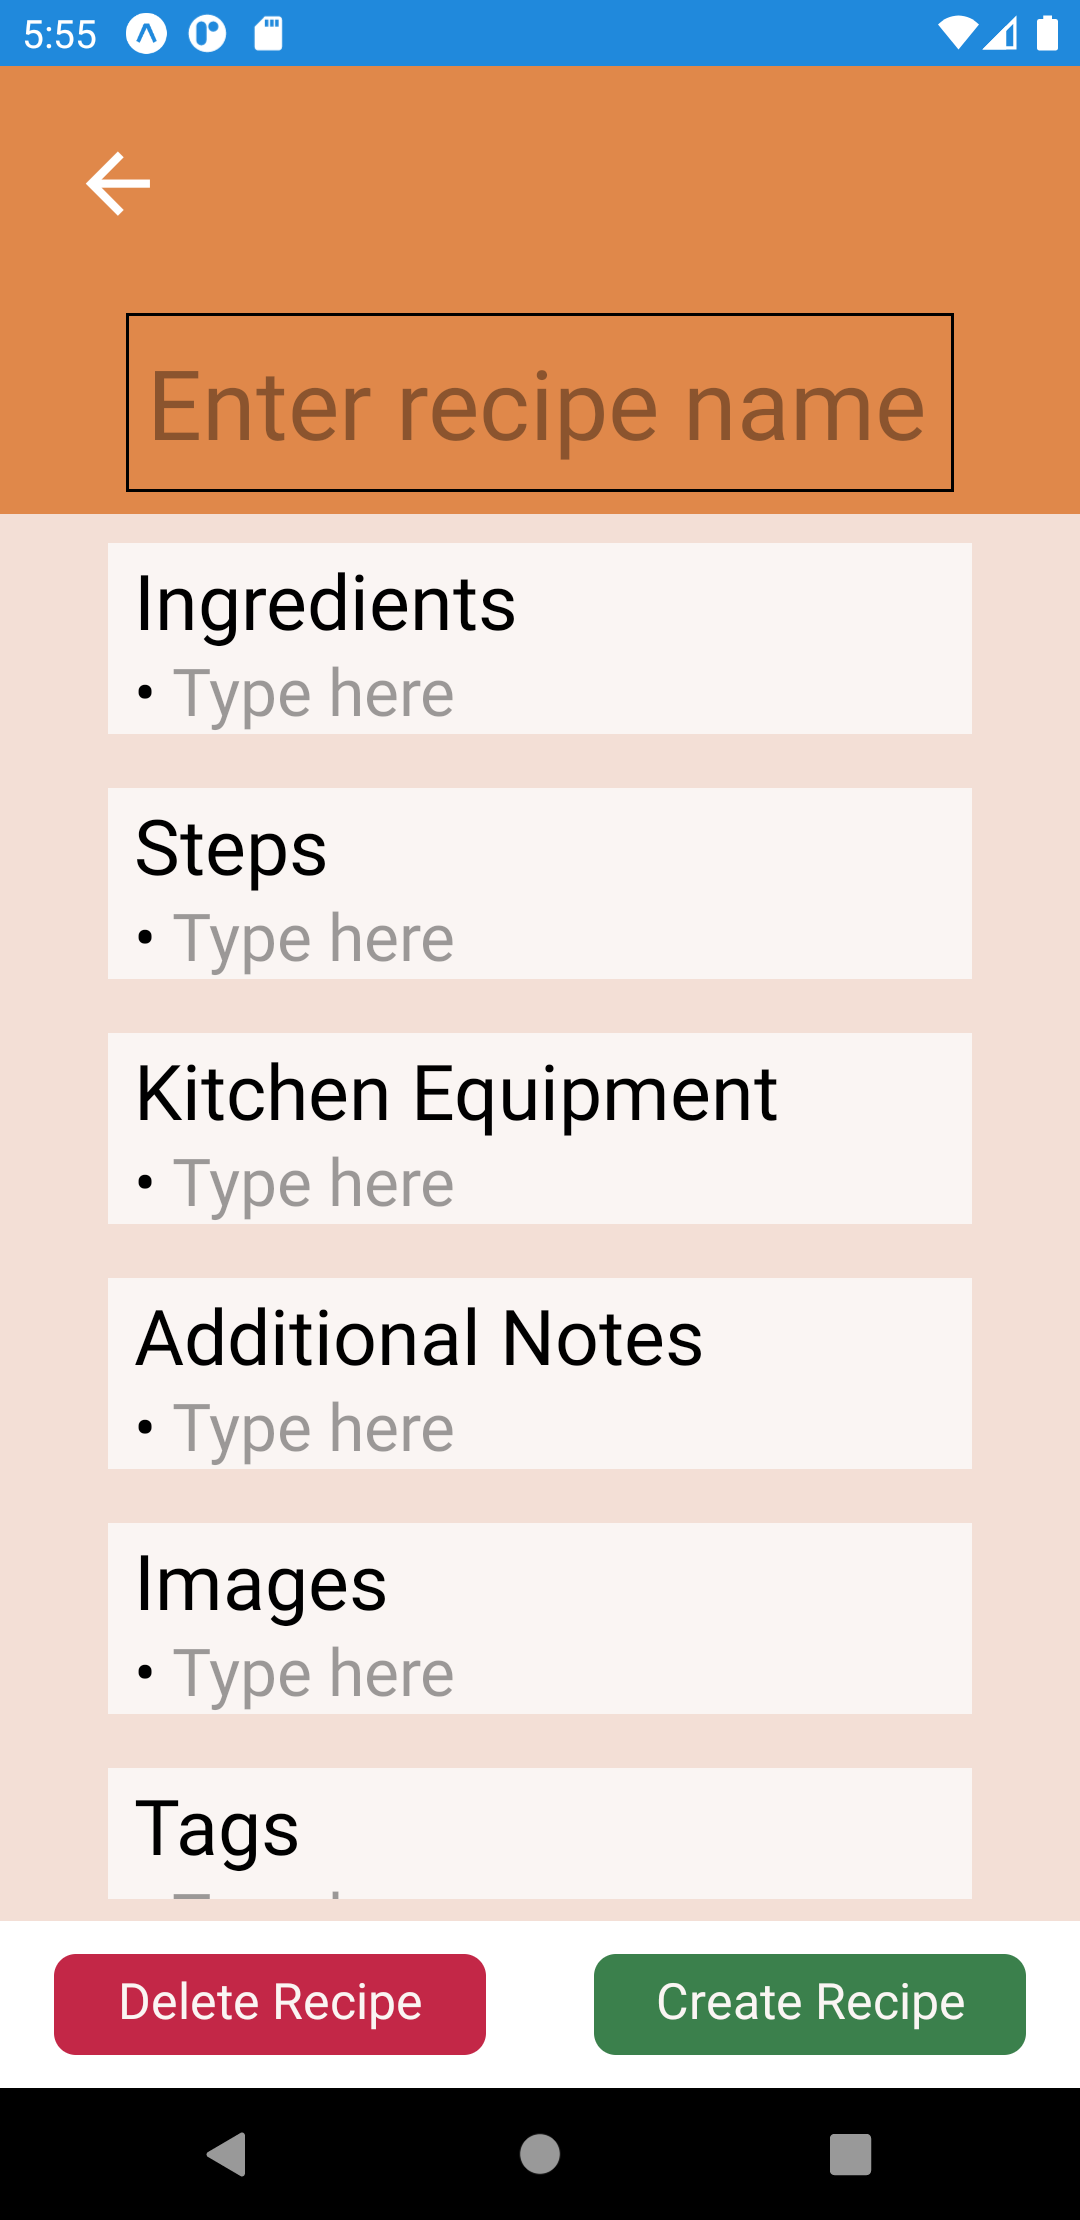 5:55
Enter recipe name
Ingredients
• Type here
Steps
• Type here
Kitchen Equipment
• Type here
Additional Notes
• Type here
Images
• Type here
Tags
Delete Recipe
Create Recipe